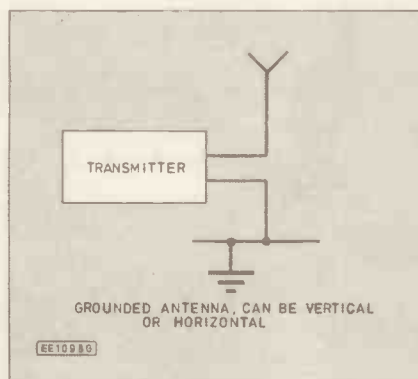 TRANSMITTER
GROUNDED ANTENNA, CAN BE VERTICAL
OR HORIZONTAL
EE1098G